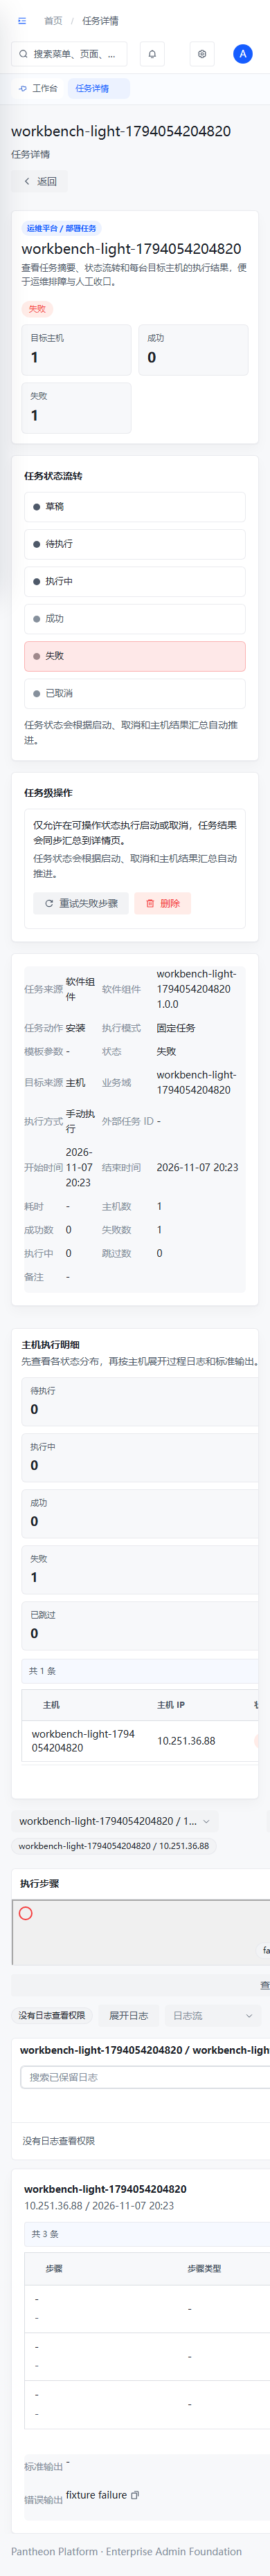 首页 / 任务详情
搜索菜单、页面、...
A
工作台 任务详情
workbench-light-1794054204820
任务详情
返回
运维平台 / 部署任务
workbench-light-1794054204820
查看任务摘要、状态流转和每台目标主机的执行结果，便
于运维排障与人工收口。
失败
目标主机
1
成功
0
失败
1
任务状态流转
草稿
待执行
执行中
成功
失败
已取消
任务状态会根据启动、取消和主机结果汇总自动推
进。
任务级操作
仅允许在可操作状态执行启动或取消，任务结果
会同步汇总到详情页。
任务状态会根据启动、取消和主机结果汇总自动
推进。
重试失败步骤 删除
任务来源 软件组件 软件组件 workbench-light-1794054204820 1.0.0
任务动作 安装 执行模式 固定任务
模板参数 - 状态 失败
目标来源 主机 业务域 workbench-light-1794054204820
执行方式 手动执行 外部任务 ID -
开始时间 2026-11-07 20:23 结束时间 2026-11-07 20:23
耗时 - 主机数 1
成功数 0 失败数 1
执行中 0 跳过数 0
备注 -
主机执行明细
先查看各状态分布，再按主机展开过程日志和标准输出。
待执行
0
执行中
0
成功
0
失败
1
已跳过
0
共 1 条
主机 主机 IP
workbench-light-1794054204820 10.251.36.88
workbench-light-1794054204820 / 1...
workbench-light-1794054204820 / 10.251.36.88
执行步骤
fa
查
没有日志查看权限 展开日志 日志流
workbench-light-1794054204820 / workbench-ligh
搜索已保留日志
没有日志查看权限
workbench-light-1794054204820
10.251.36.88 / 2026-11-07 20:23
共 3 条
步骤 步骤类型
-
- -
-
- -
-
- -
标准输出 -
错误输出 fixture failure
Pantheon Platform · Enterprise Admin Foundation